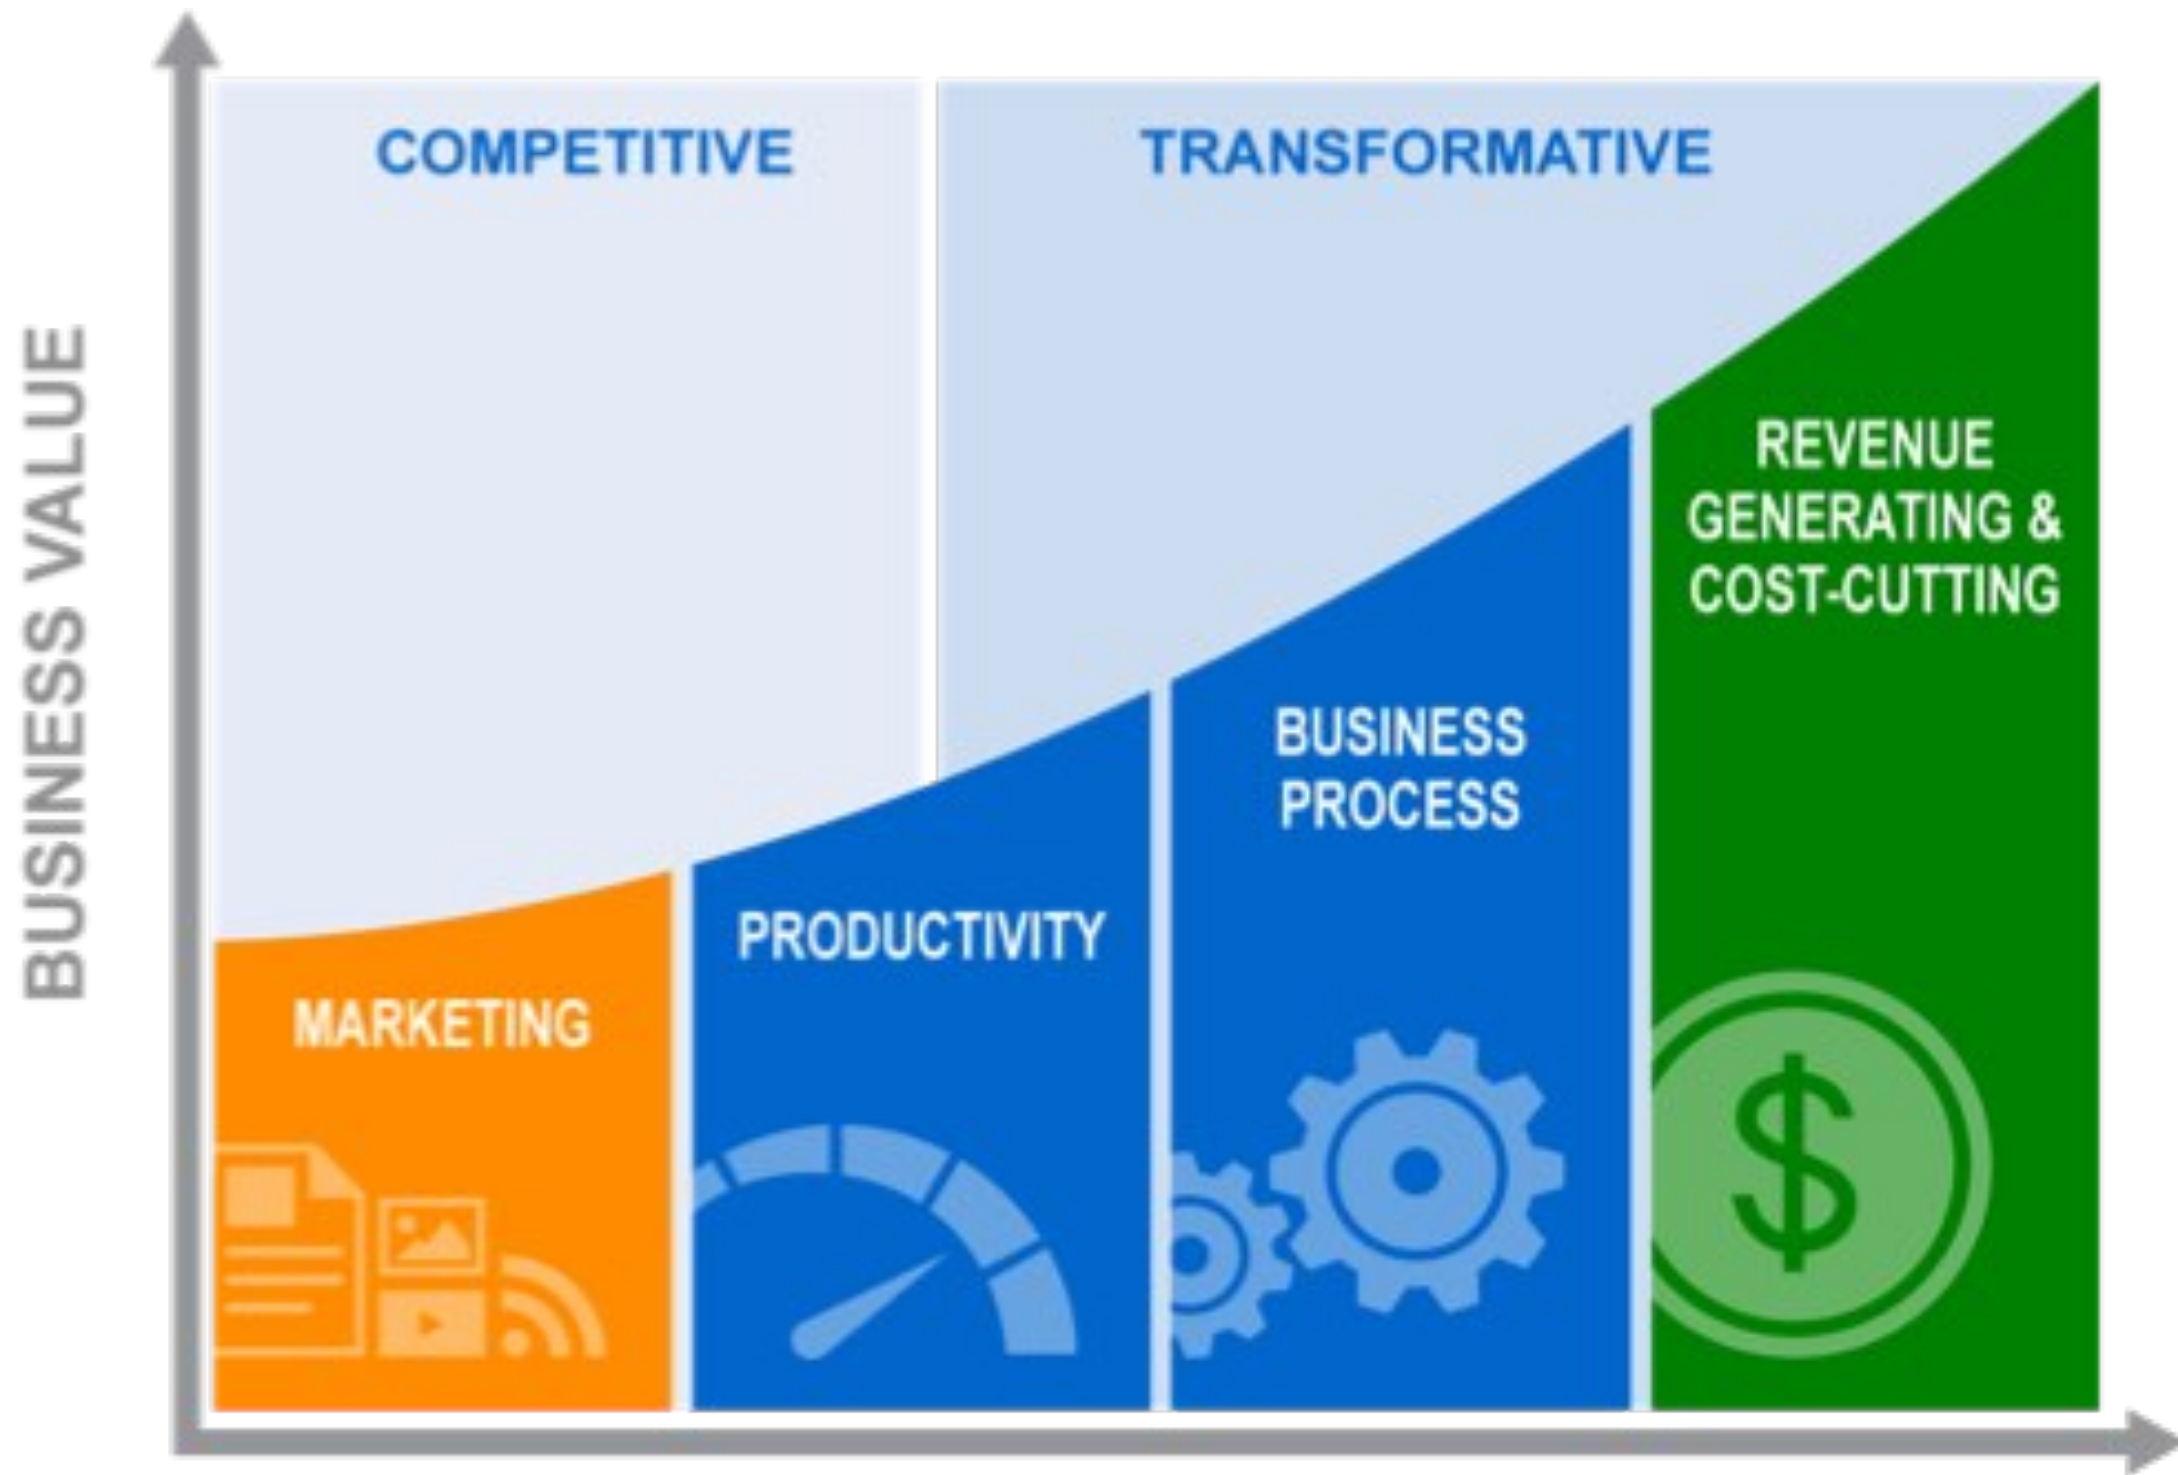 BUSINESS VALUE
COMPETITIVE
TRANSFORMATIVE
MARKETING
PRODUCTIVITY
BUSINESS
PROCESS
REVENUE
GENERATING &
COST-CUTTING
$